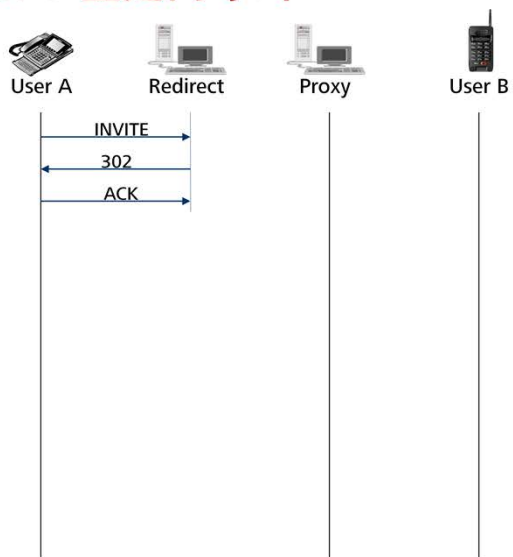 User A
Redirect
Proxy
User B
INVITE
302
ACK